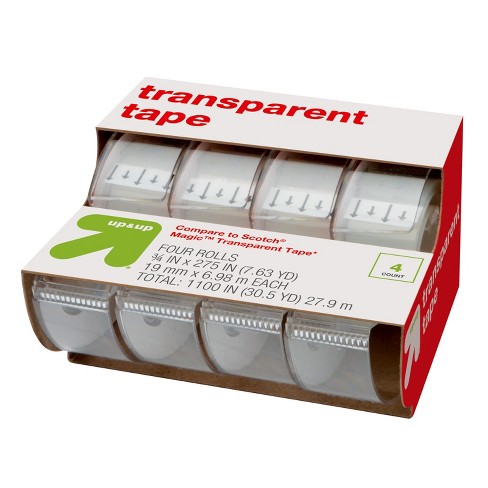 transparent
tape
up&up
Compare to Scotch®
Magic™ Transparent Tape*
FOUR ROLLS
¾ IN x 275 IN (7.63 YD)
19 mm x 6.98 m EACH
TOTAL: 1100 IN (30.5 YD) 27.9 m
4
COUNT
transparent
tape